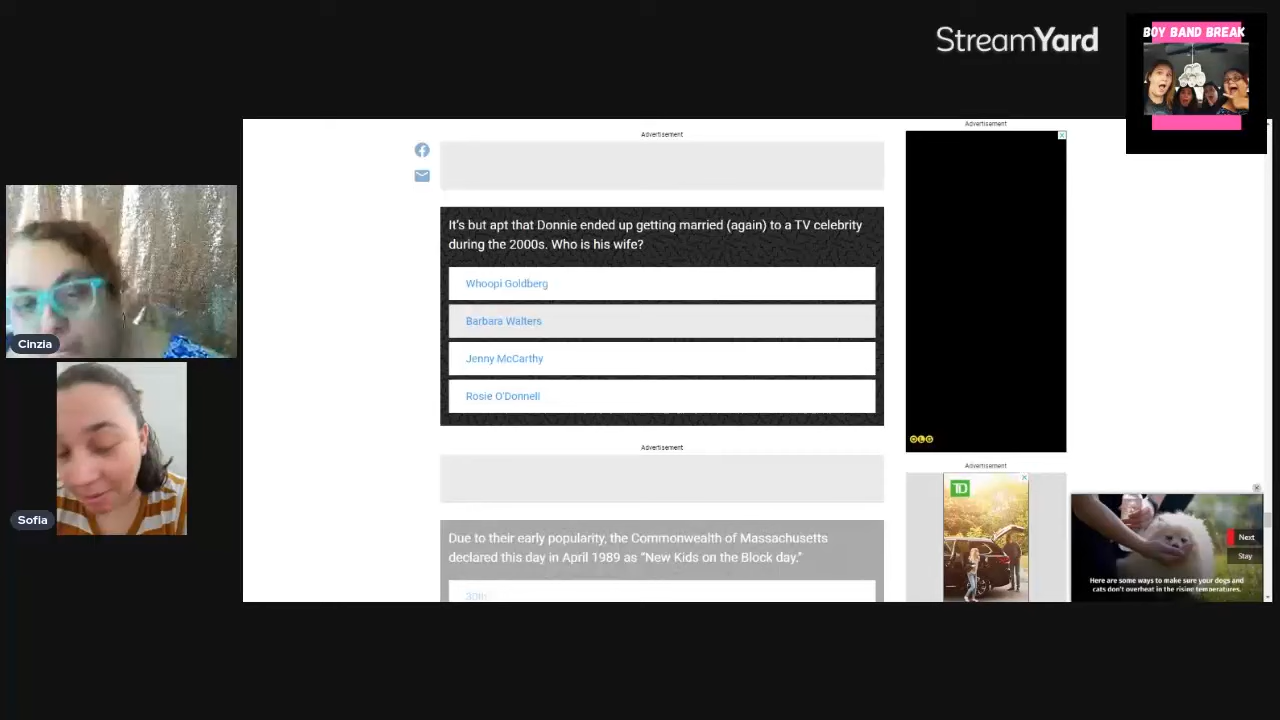 StreamYard
BOY BAND BREAK
Advertisement
Advertisement
It's but apt that Donnie ended up getting married (again) to a TV celebrity
during the 2000s. Who is his wife?
Whoopi Goldberg
Barbara Walters
Jenny McCarthy
Rosie O'Donnell
Cinzia
OLG
Advertisement
Advertisement
TD
Due to their early popularity, the Commonwealth of Massachusetts
declared this day in April 1989 as "New Kids on the Block day."
30th
Sofia
Next
Stay
Here are some ways to make sure your dogs and
cats don't overheat in the rising temperatures.